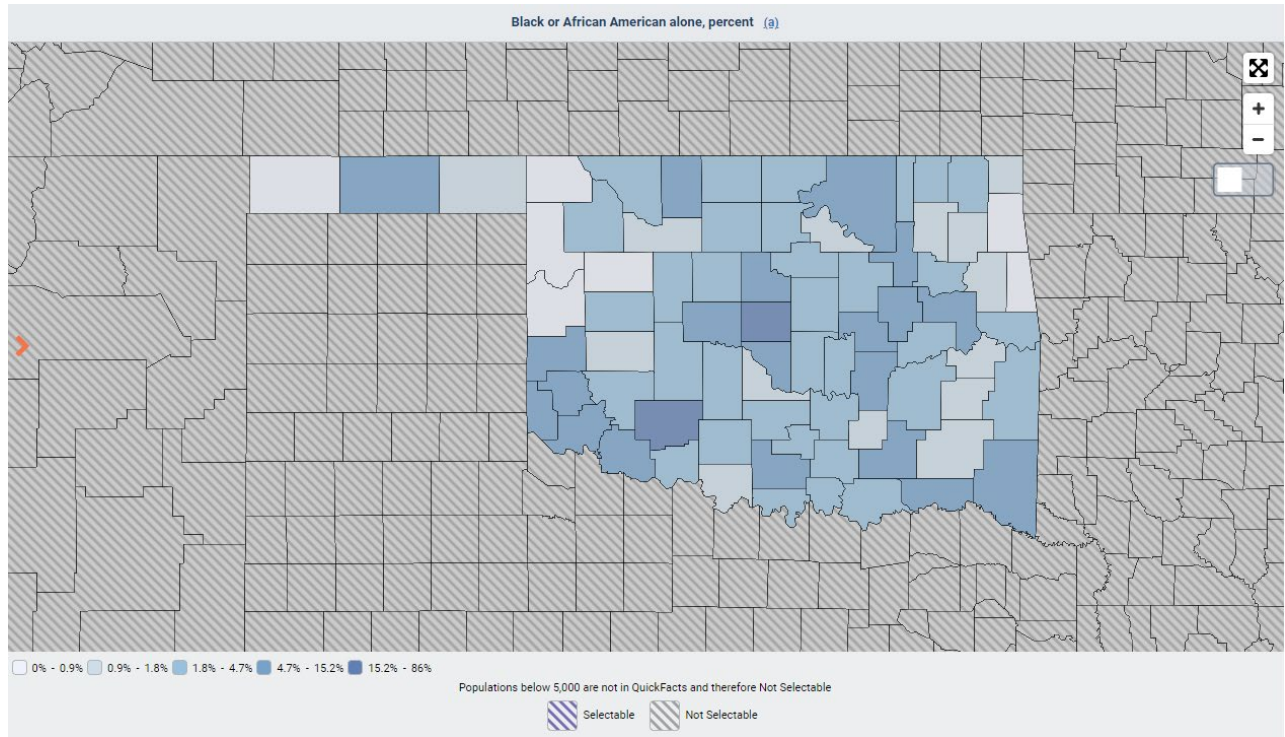 Black or African American alone, percent (a)
+
−
0% - 0.9% 0.9% - 1.8% 1.8% - 4.7% 4.7% - 15.2% 15.2% - 86%
Populations below 5,000 are not in QuickFacts and therefore Not Selectable
Selectable Not Selectable